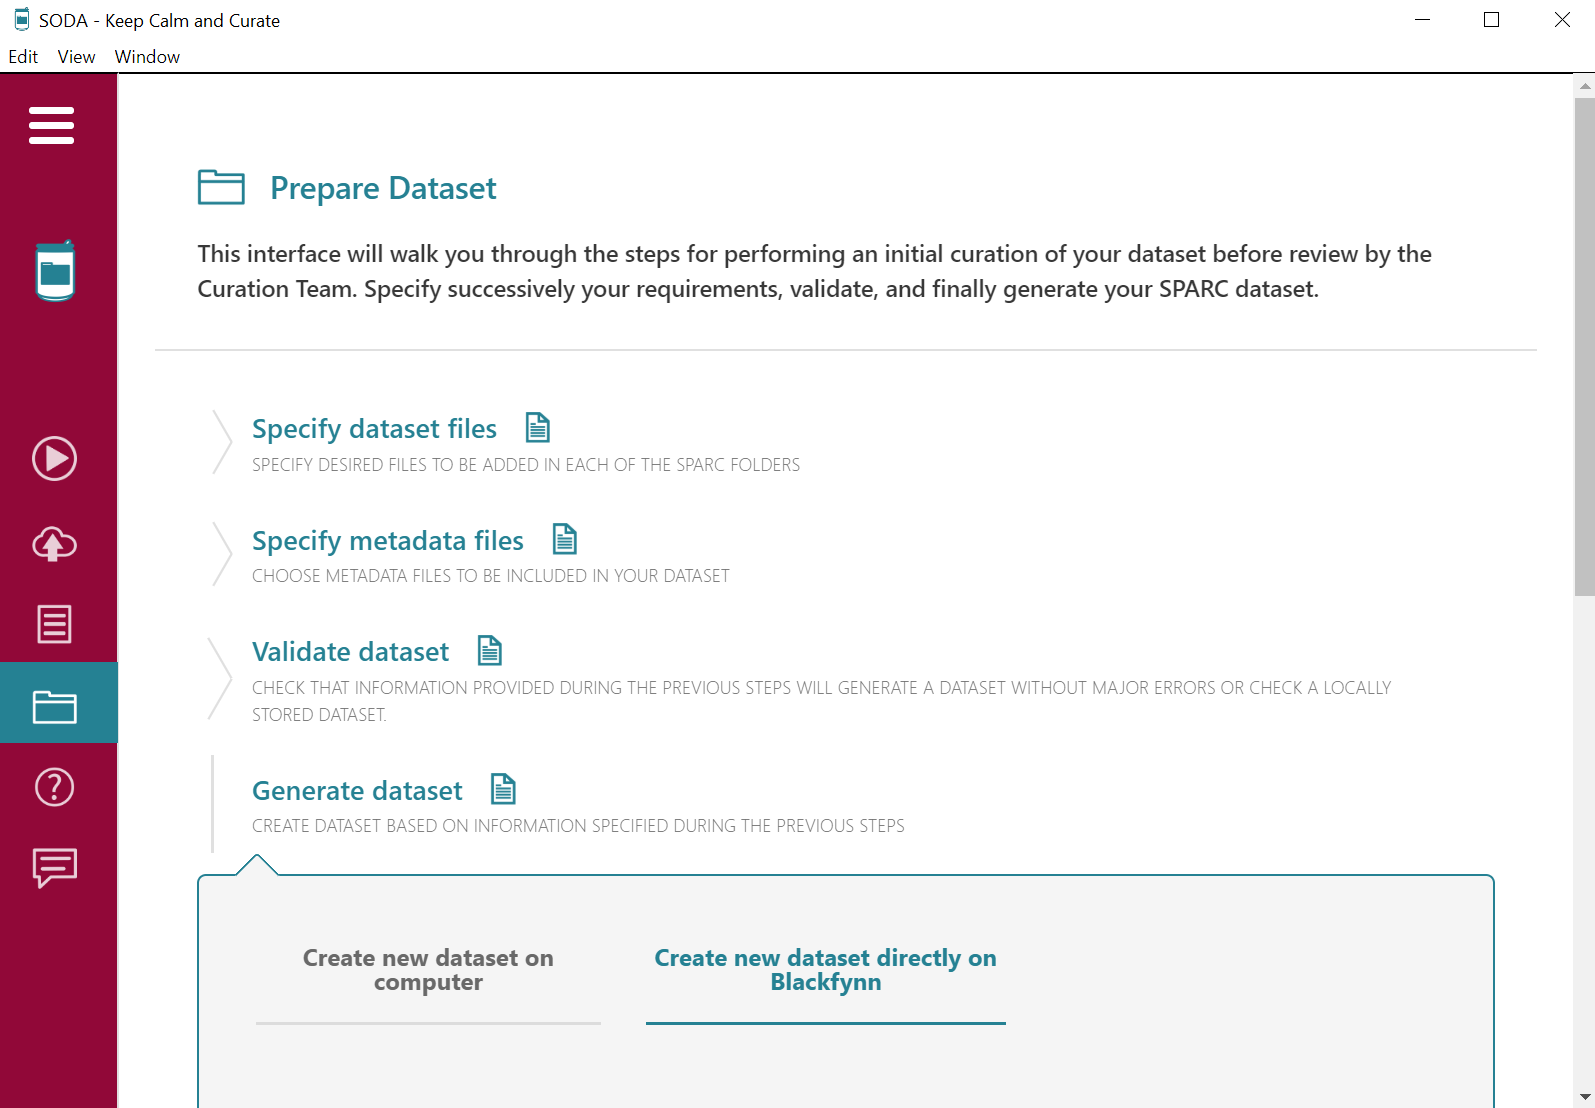 SODA - Keep Calm and Curate
Edit View Window
Prepare Dataset
This interface will walk you through the steps for performing an initial curation of your dataset before review by the
Curation Team. Specify successively your requirements, validate, and finally generate your SPARC dataset.
Specify dataset files
SPECIFY DESIRED FILES TO BE ADDED IN EACH OF THE SPARC FOLDERS
Specify metadata files
CHOOSE METADATA FILES TO BE INCLUDED IN YOUR DATASET
Validate dataset
CHECK THAT INFORMATION PROVIDED DURING THE PREVIOUS STEPS WILL GENERATE A DATASET WITHOUT MAJOR ERRORS OR CHECK A LOCALLY
STORED DATASET.
Generate dataset
CREATE DATASET BASED ON INFORMATION SPECIFIED DURING THE PREVIOUS STEPS
Create new dataset on
computer
Create new dataset directly on
Blackfynn